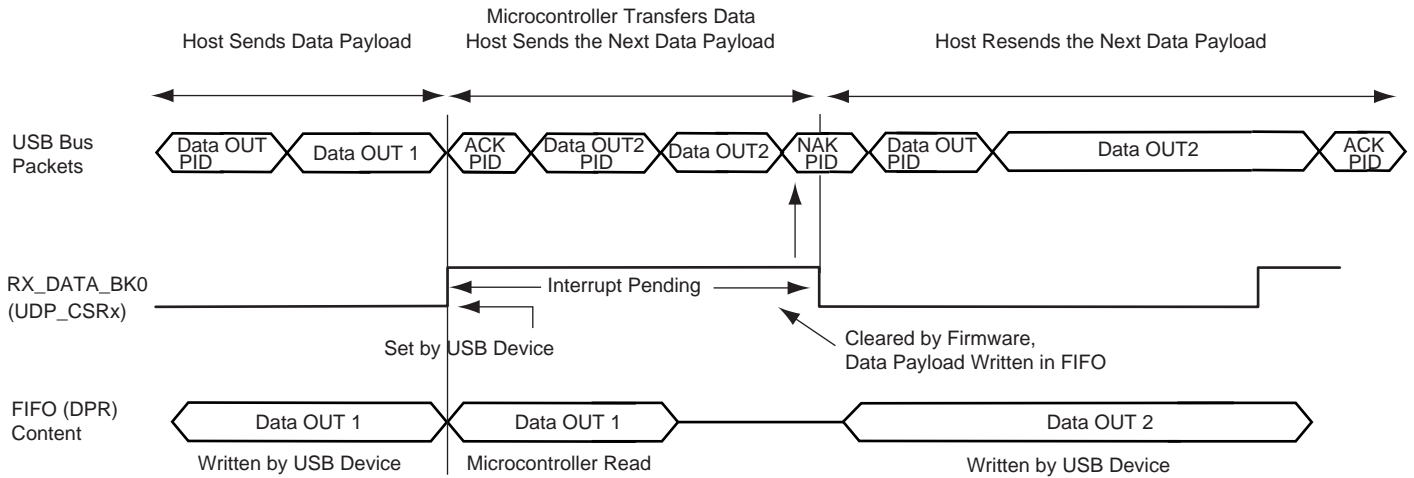 Microcontroller Transfers Data
Host Sends Data Payload
Host Sends the Next Data Payload
Host Resends the Next Data Payload
USB Bus
Packets
Data OUT
PID
Data OUT 1
ACK
PID
Data OUT2
PID
Data OUT2
NAK
PID
Data OUT
PID
Data OUT2
ACK
PID
RX_DATA_BK0
(UDP_CSRx)
Interrupt Pending
Set by USB Device
Cleared by Firmware,
Data Payload Written in FIFO
FIFO (DPR)
Content
Data OUT 1
Data OUT 1
Data OUT 2
Written by USB Device
Microcontroller Read
Written by USB Device